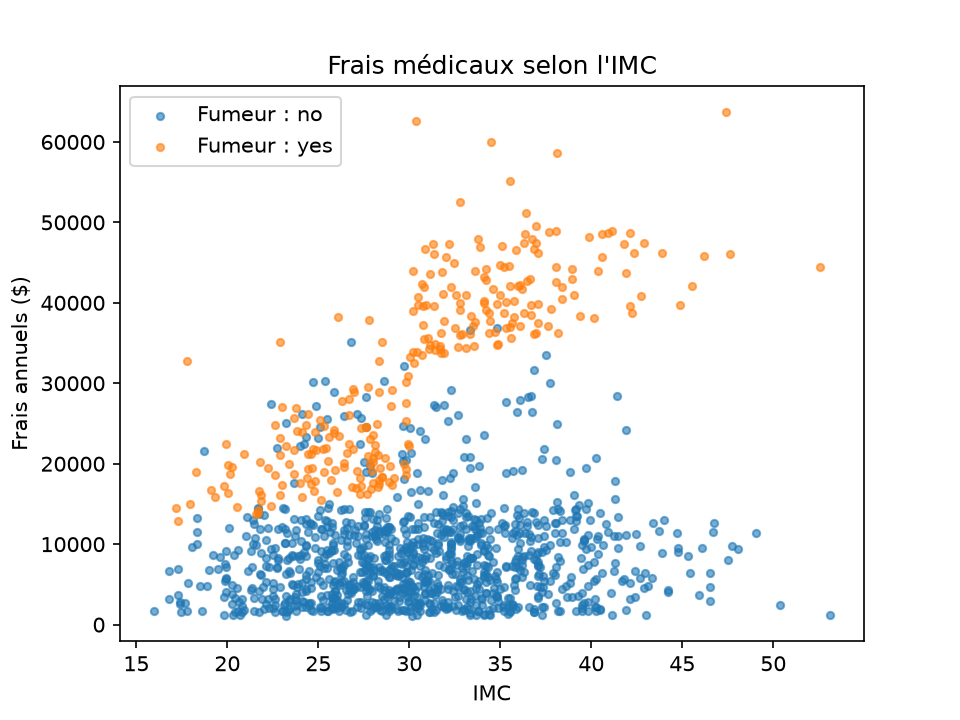 Frais médicaux selon l'IMC
Fumeur : no
Fumeur : yes
60000
50000
40000
30000
20000
10000
0
Frais annuels ($)
15 20 25 30 35 40 45 50
IMC